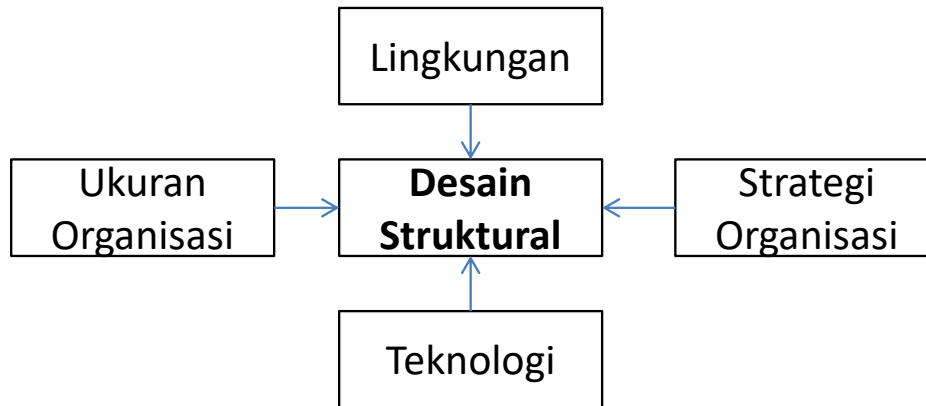 Lingkungan
Ukuran
Organisasi
Desain
Struktural
Strategi
Organisasi
Teknologi